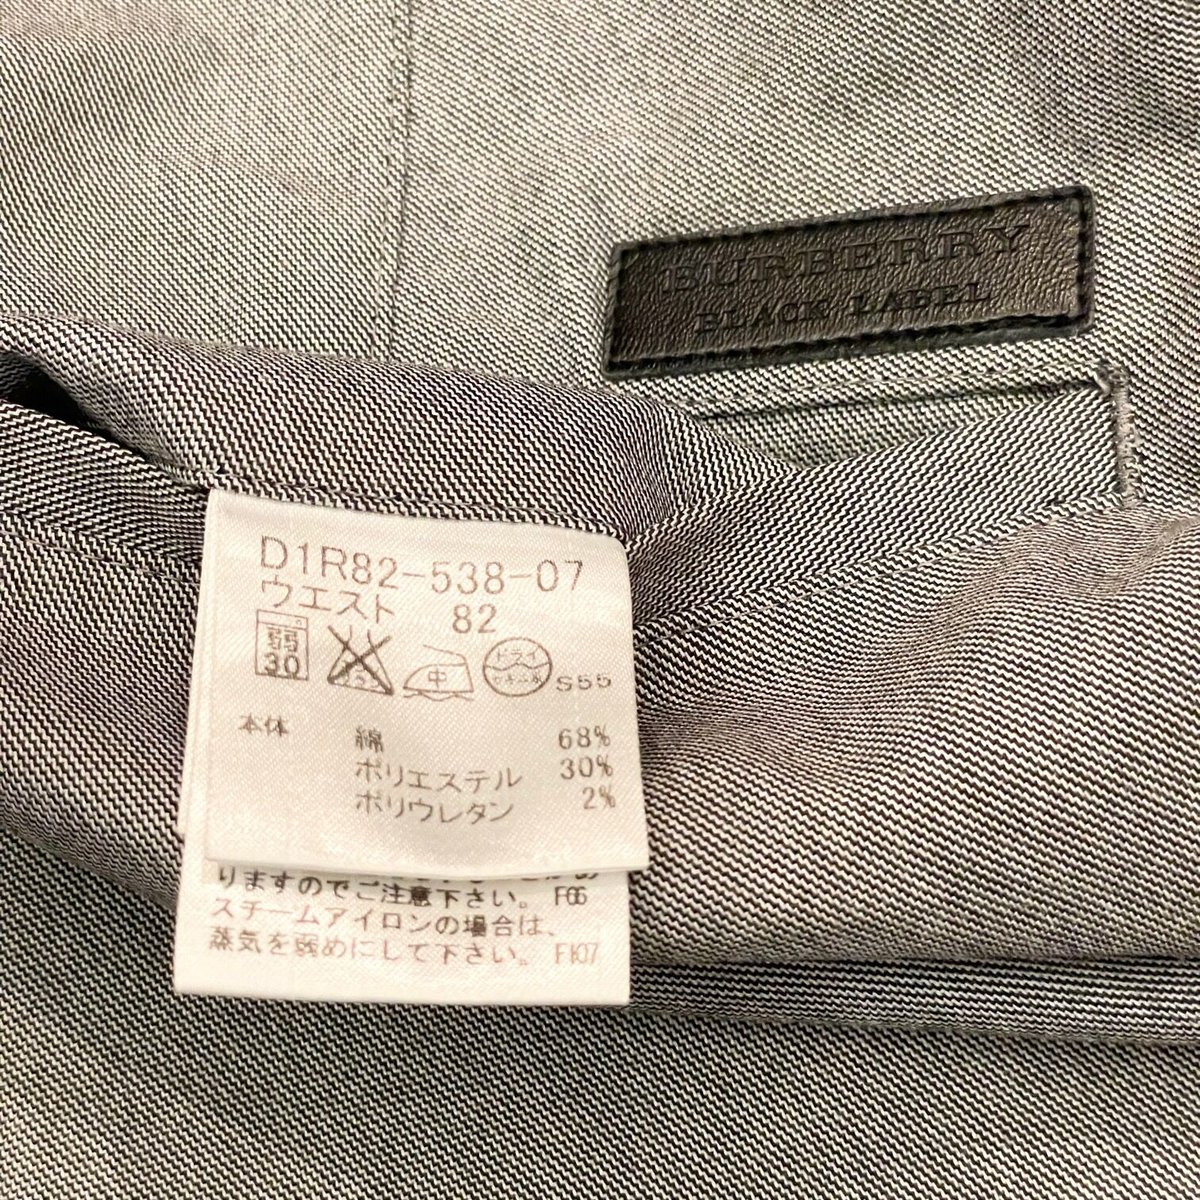 BURBERRY
BLACK LABEL
D1R82-538-07
ウエスト 82
弱
30
中
ドライ
S55
本体 綿 68%
ポリエステル 30%
ポリウレタン 2%
りますのでご注意下さい。 F06
スチームアイロンの場合は、
蒸気を弱めにして下さい。 F107